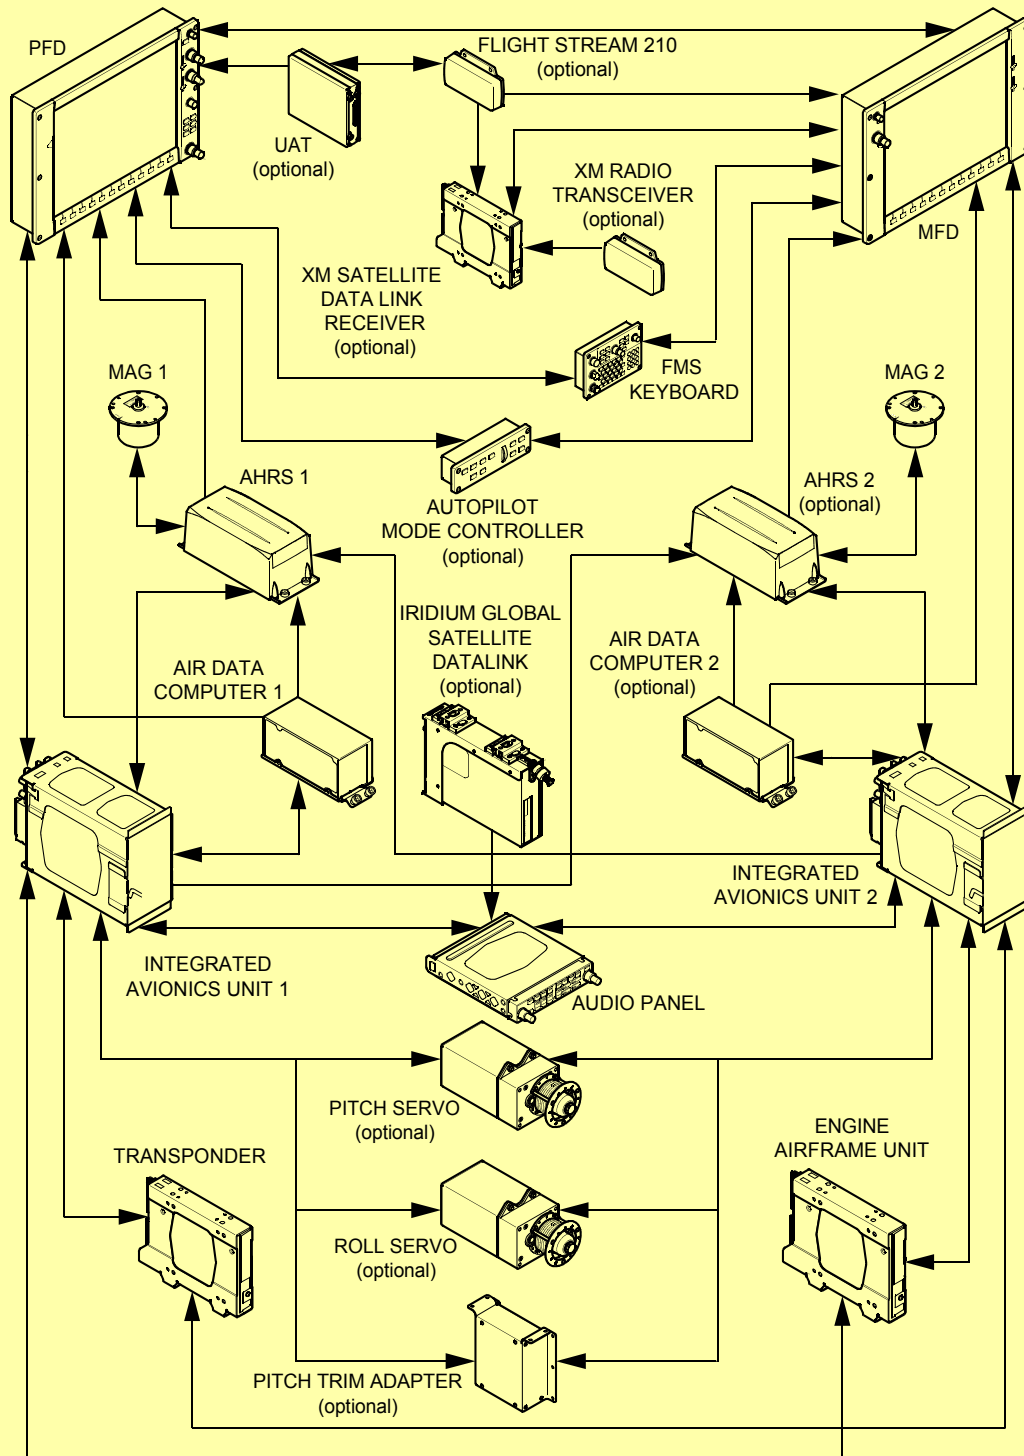 PFD
FLIGHT STREAM 210
(optional)
UAT
(optional)
XM RADIO
TRANSCEIVER
(optional)
MFD
XM SATELLITE
DATA LINK
RECEIVER
(optional)
FMS
KEYBOARD
MAG 1
MAG 2
AHRS 1
AHRS 2
(optional)
AUTOPILOT
MODE CONTROLLER
(optional)
IRIDIUM GLOBAL
SATELLITE
DATALINK
(optional)
AIR DATA
COMPUTER 1
AIR DATA
COMPUTER 2
(optional)
INTEGRATED
AVIONICS UNIT 2
INTEGRATED
AVIONICS UNIT 1
AUDIO PANEL
PITCH SERVO
(optional)
ENGINE
AIRFRAME UNIT
TRANSPONDER
ROLL SERVO
(optional)
PITCH TRIM ADAPTER
(optional)